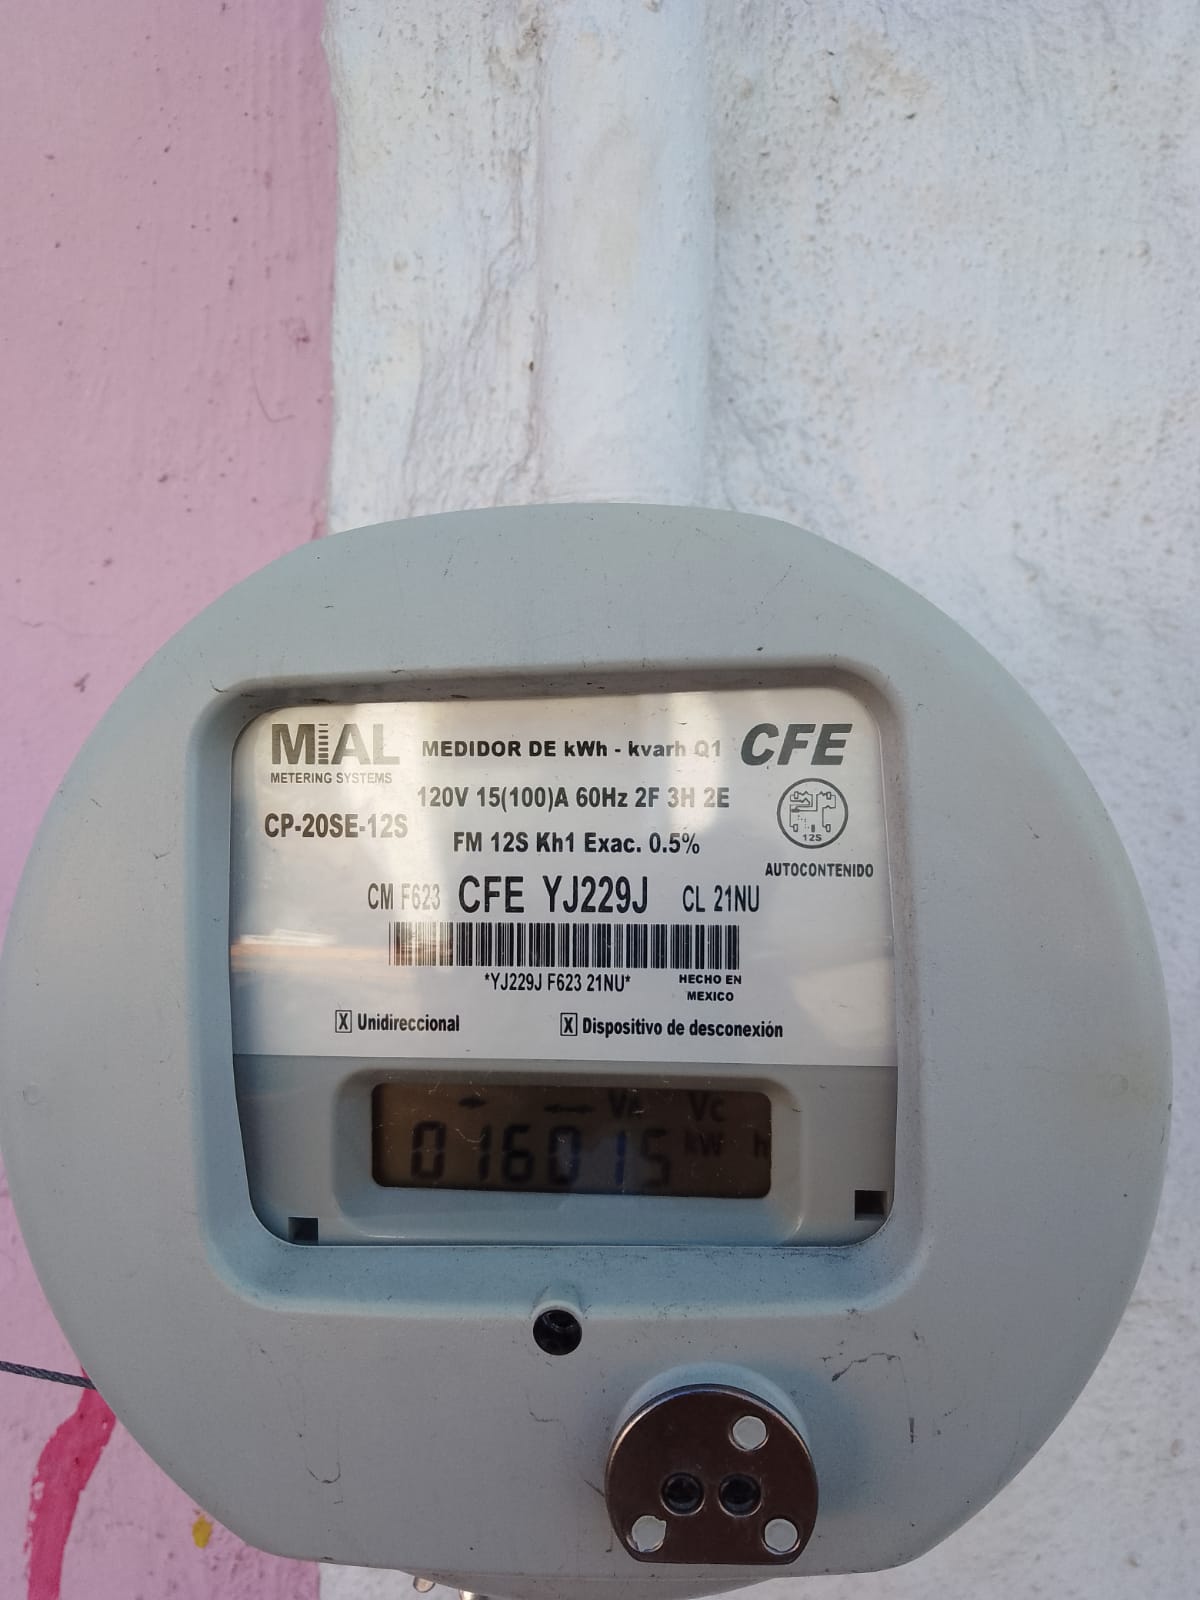 MIAL
METERING SYSTEMS
MEDIDOR DE kWh - kvarh Q1
CFE
120V 15(100)A 60Hz 2F 3H 2E
CP-20SE-12S
FM 12S Kh1 Exac. 0.5%
12S
AUTOCONTENIDO
CM F623 CFE YJ229J CL 21NU
*YJ229J F623 21NU*
HECHO EN
MEXICO
X Unidireccional
X Dispositivo de desconexión
VA VC
016015 kW h